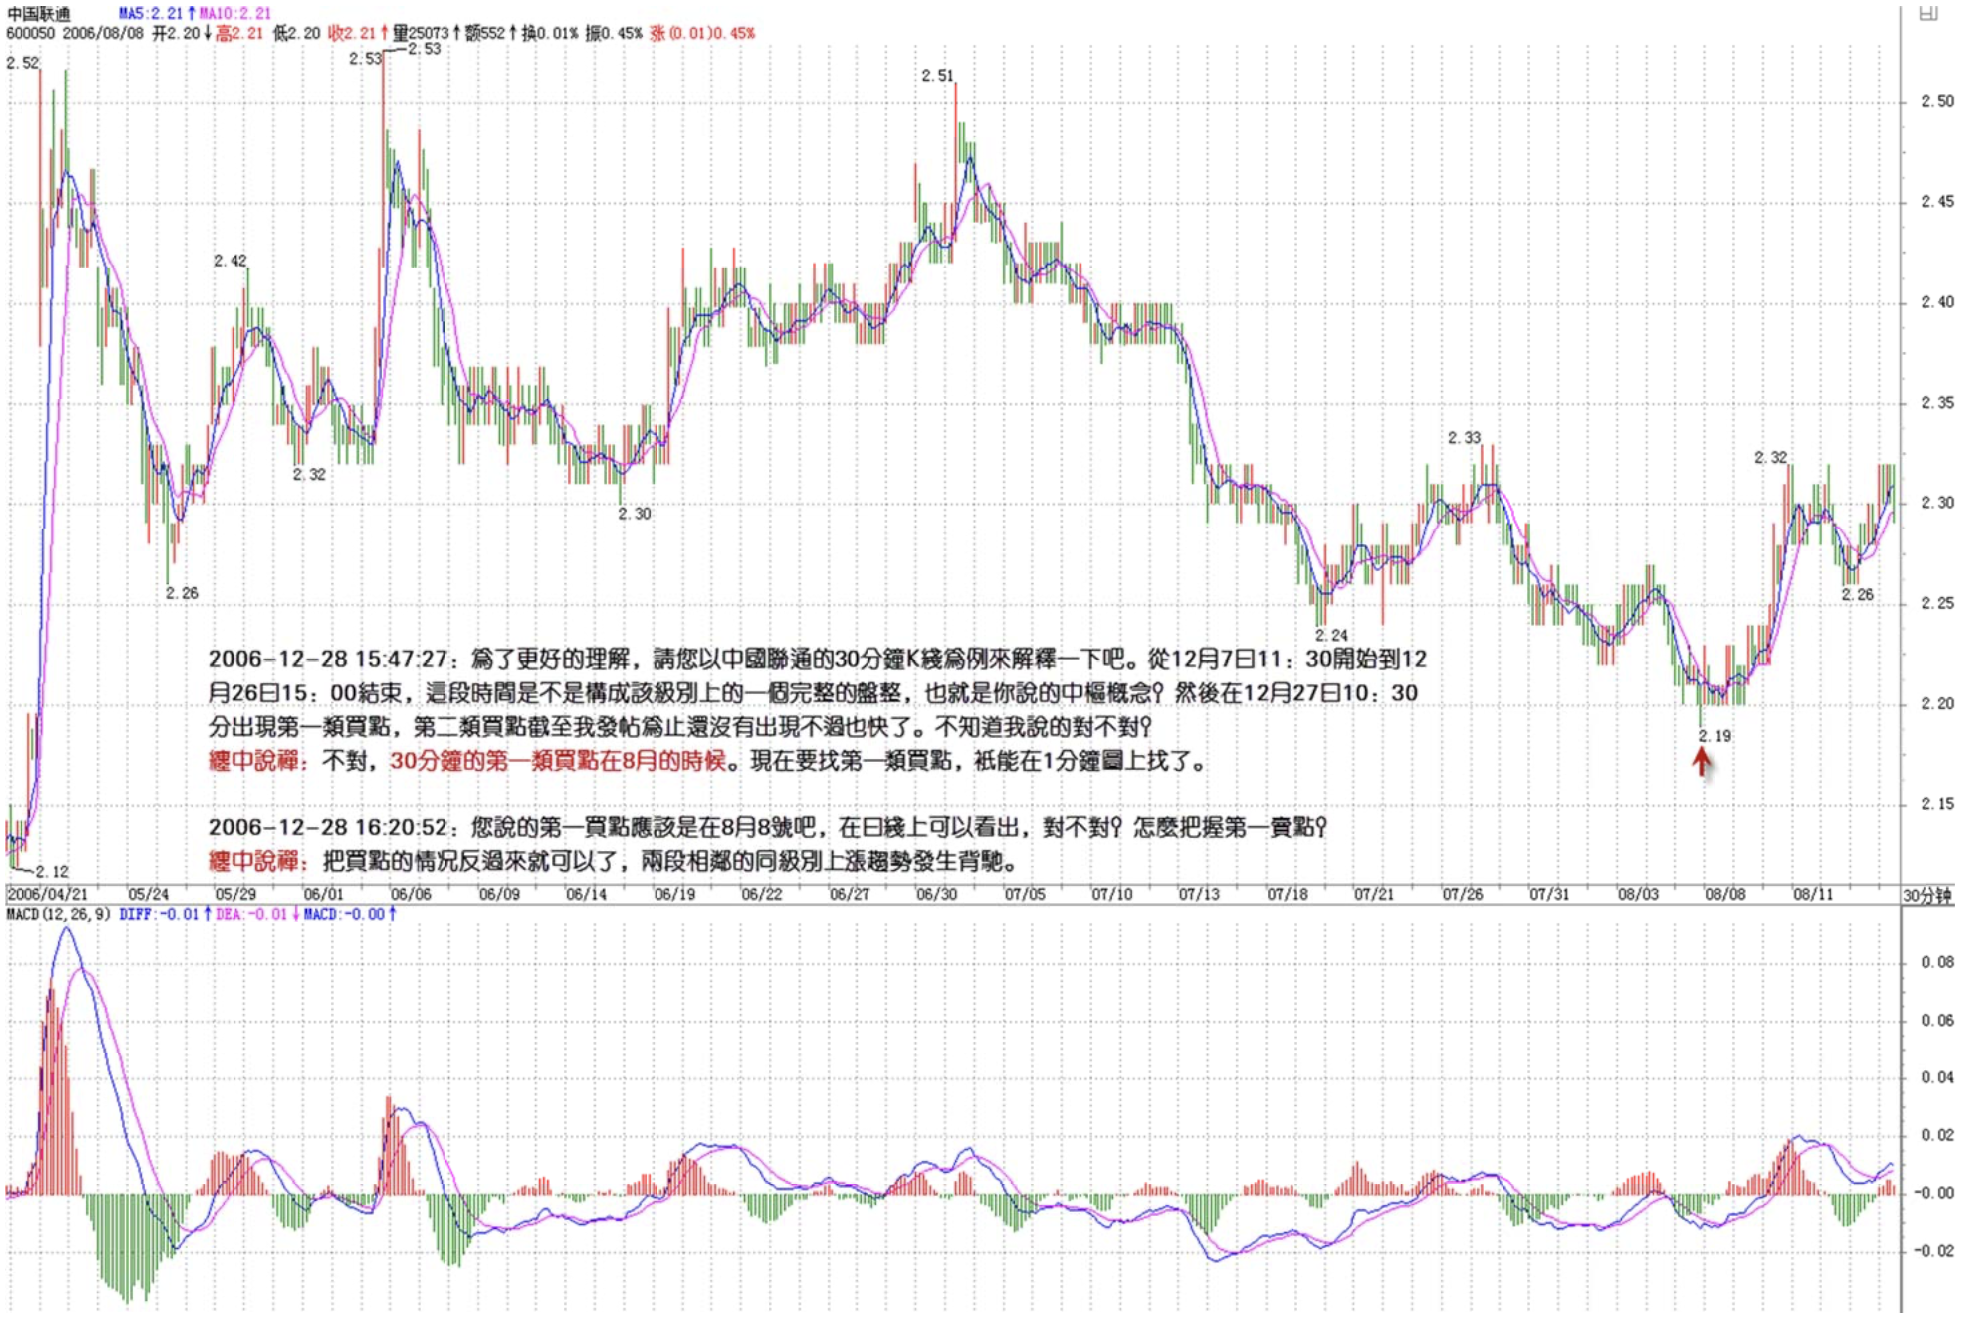 中国联通 MA5:2.21↑MA10:2.21
600050 2006/08/08 开2.20↓高2.21 低2.20 收2.21↑量25073↑额552↑换0.01% 振0.45% 涨(0.01)0.45%
2.52
2.53
2.53
2.51
2.50
2.45
2.42
2.40
2.35
2.33
2.32
2.32
2.30
2.30
2.26
2.26
2.25
2.24
2.20
2.19
2.15
2.12
2006-12-28 15:47:27：爲了更好的理解，請您以中國聯通的30分鐘K綫爲例來解釋一下吧。從12月7日11：30開始到12
月26日15：00結束，這段時間是不是構成該級別上的一個完整的盤整，也就是你說的中樞概念？然後在12月27日10：30
分出現第一類買點，第二類買點截至我發帖爲止還沒有出現不過也快了。不知道我說的對不對？
纏中說禪：不對，30分鐘的第一類買點在8月的時候。現在要找第一類買點，衹能在1分鐘圖上找了。
2006-12-28 16:20:52：您說的第一買點應該是在8月8號吧，在日綫上可以看出，對不對？怎麼把握第一賣點？
纏中說禪：把買點的情況反過來就可以了，兩段相鄰的同級別上漲趨勢發生背馳。
2006/04/21 05/24 05/29 06/01 06/06 06/09 06/14 06/19 06/22 06/27 06/30 07/05 07/10 07/13 07/18 07/21 07/26 07/31 08/03 08/08 08/11 30分钟
MACD(12,26,9) DIFF:-0.01↑DEA:-0.01↓MACD:-0.00↑
0.08
0.06
0.04
0.02
-0.00
-0.02